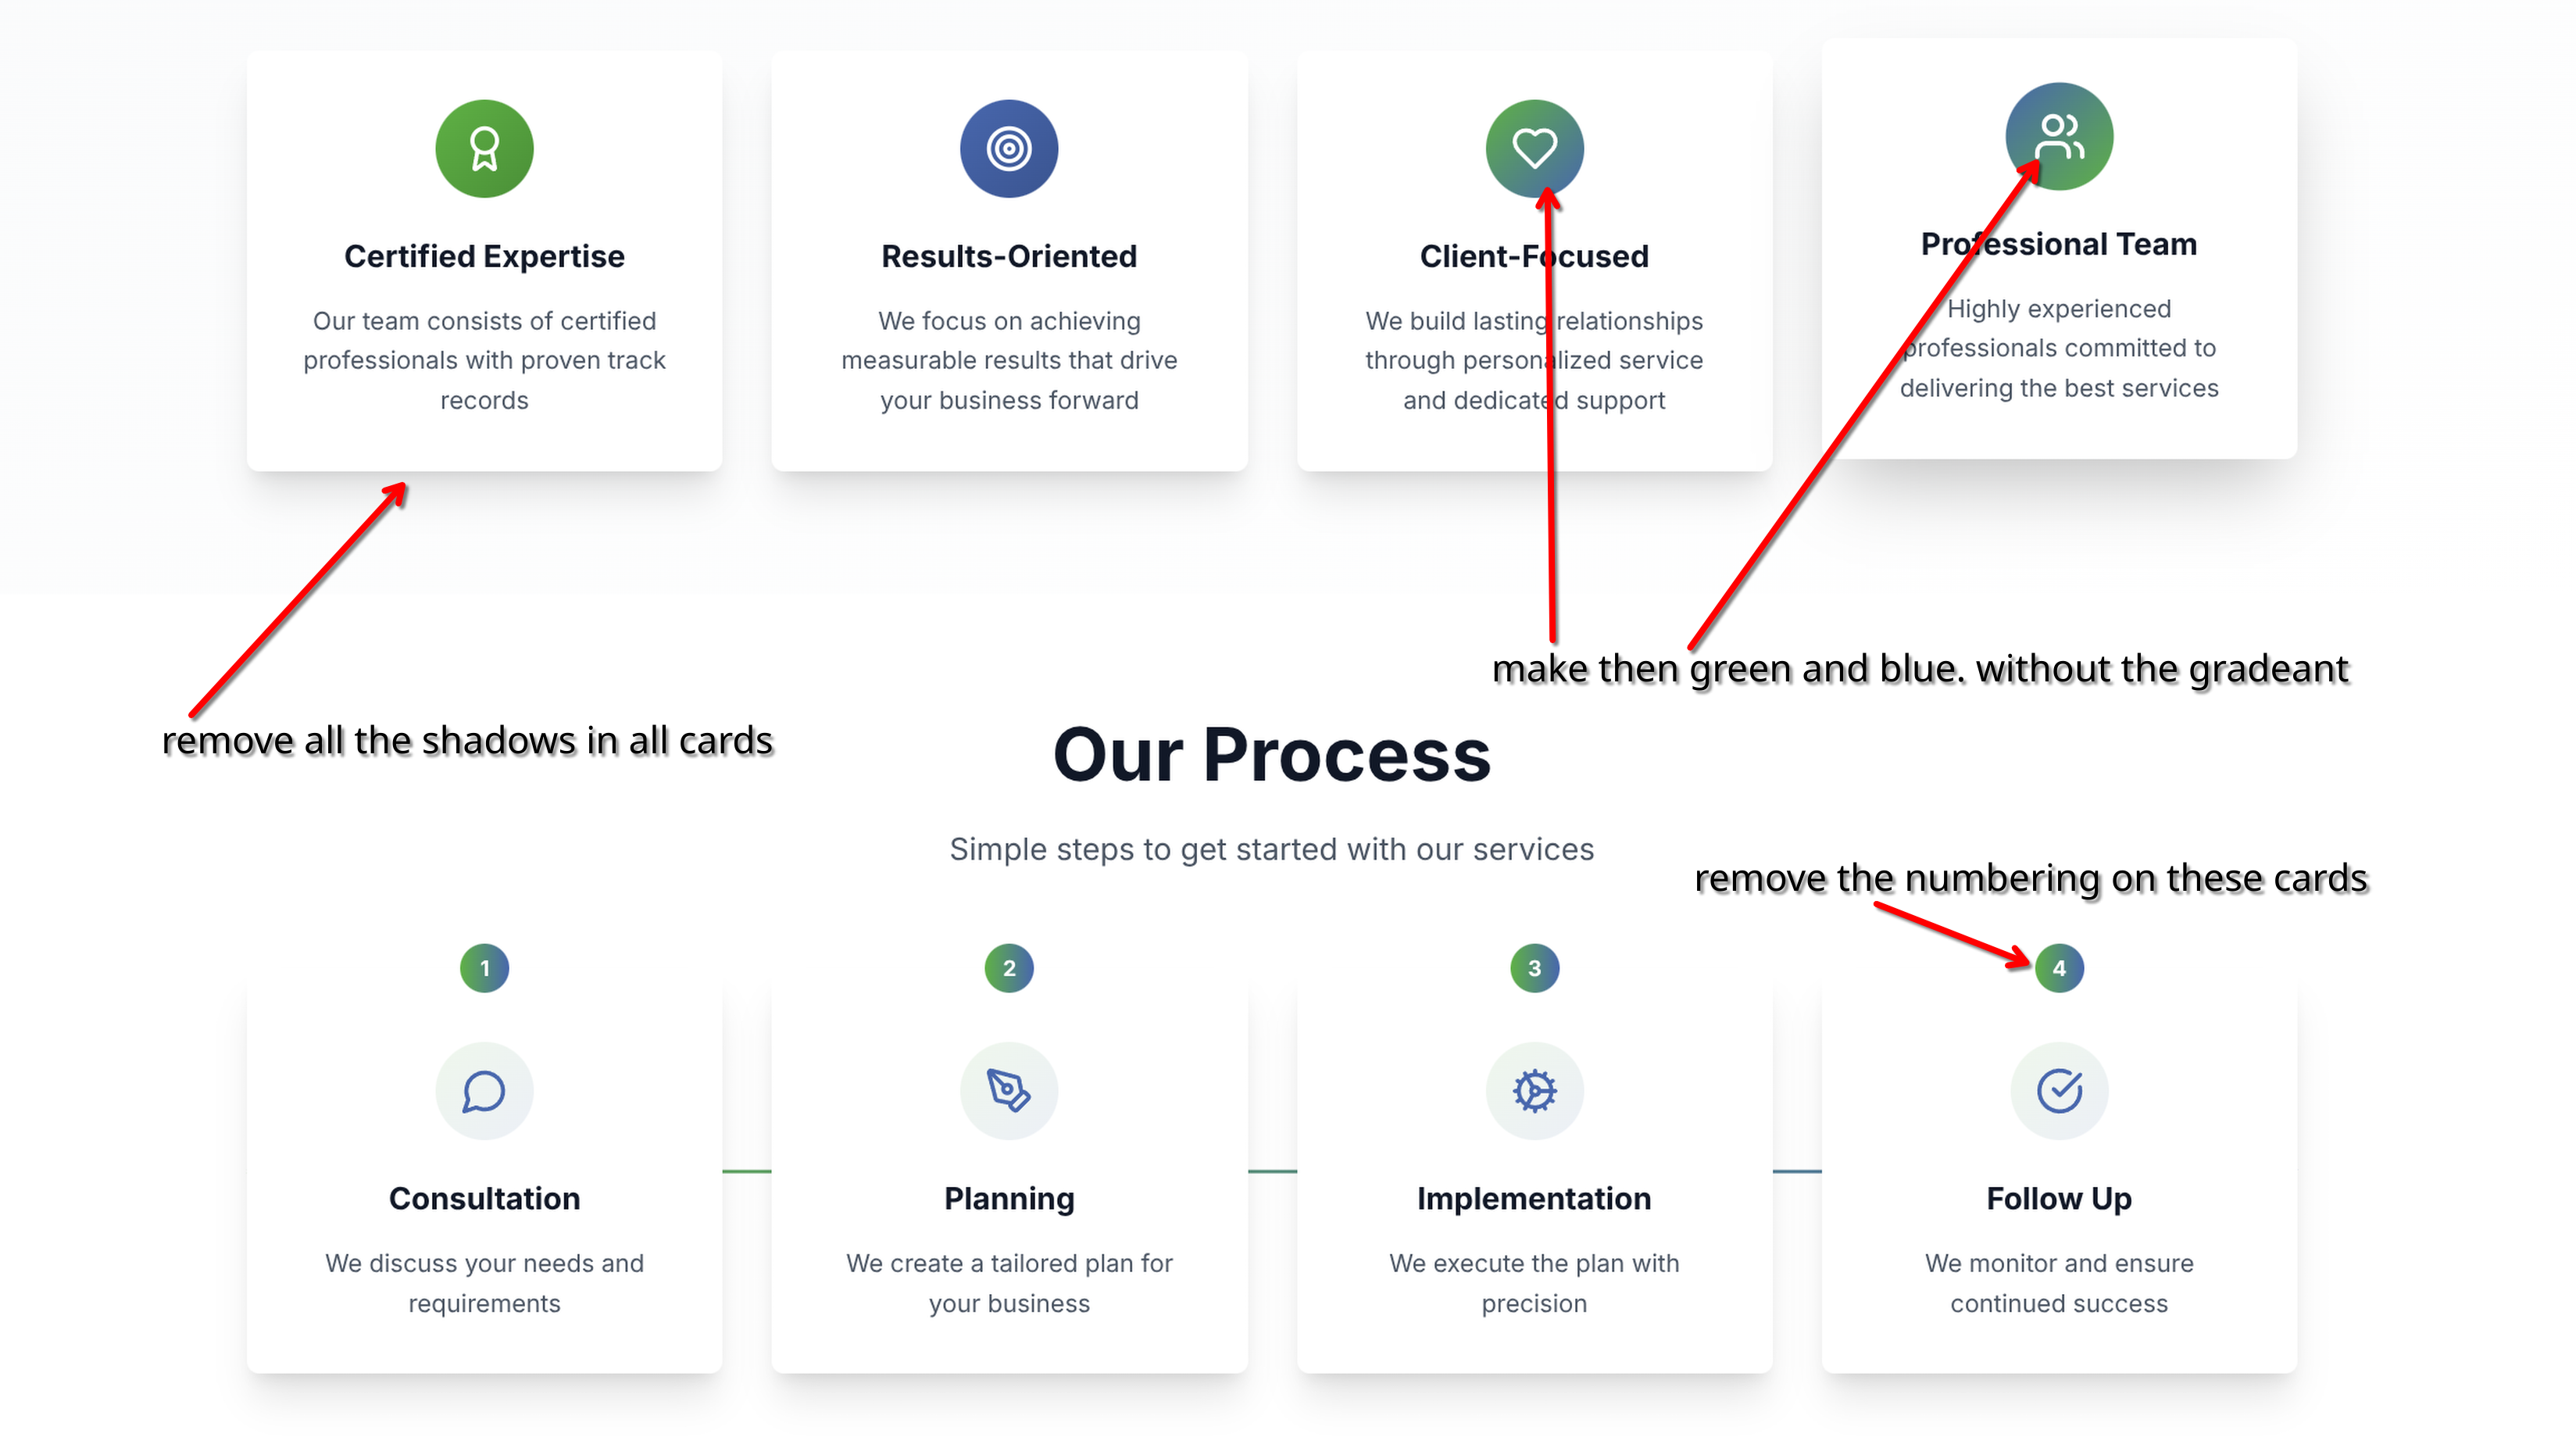 Certified Expertise
Our team consists of certified
professionals with proven track
records
Results-Oriented
We focus on achieving
measurable results that drive
your business forward
Client-Focused
We build lasting relationships
through personalized service
and dedicated support
Professional Team
Highly experienced
professionals committed to
delivering the best services
make then green and blue. without the gradeant
remove all the shadows in all cards
Our Process
Simple steps to get started with our services
remove the numbering on these cards
1
Consultation
We discuss your needs and
requirements
2
Planning
We create a tailored plan for
your business
3
Implementation
We execute the plan with
precision
4
Follow Up
We monitor and ensure
continued success